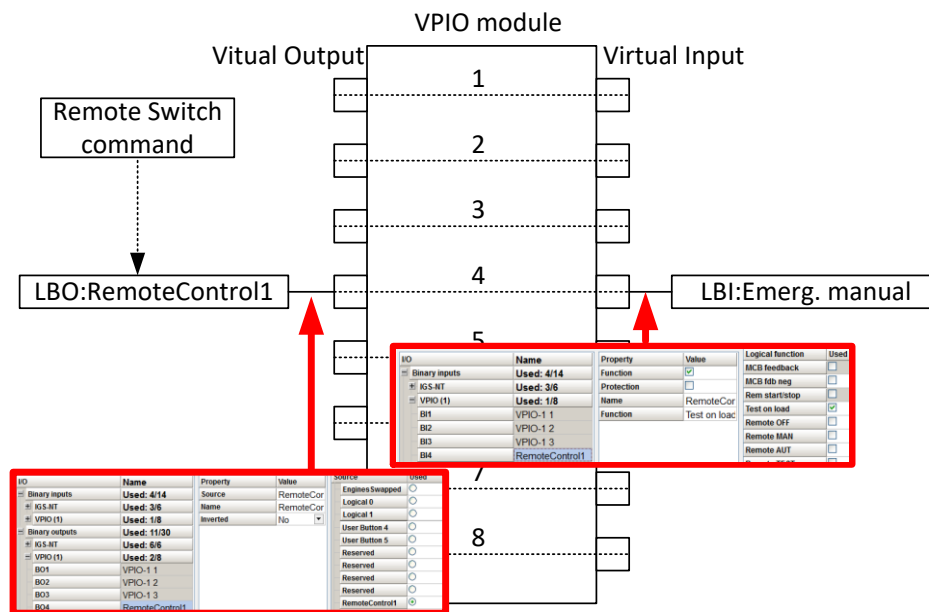 VPIO module
Vitual Output
Virtual Input
1
Remote Switch
command
2
3
4
LBO:RemoteControl1
LBI:Emerg. manual
5
I/O Name Property Value Logical function Used
Binary inputs Used: 4/14 Function MCB feedback
IGS-NT Used: 3/6 Protection MCB fdb neg
VPIO (1) Used: 1/8 Name RemoteCor Rem start/stop
BI1 VPIO-1 1 Function Test on load Test on load
BI2 VPIO-1 2 Remote OFF
BI3 VPIO-1 3 Remote MAN
BI4 RemoteControl1 Remote AUT
7
I/O Name Property Value Source Used
Binary inputs Used: 4/14 Source RemoteCor Engines Swapped
IGS-NT Used: 3/6 Name RemoteCor Logical 0
VPIO (1) Used: 1/8 Inverted No Logical 1
Binary outputs Used: 11/30 User Button 4
IGS-NT Used: 6/6 User Button 5
VPIO (1) Used: 2/8 Reserved
BO1 VPIO-1 1 Reserved
BO2 VPIO-1 2 Reserved
BO3 VPIO-1 3 Reserved
BO4 RemoteControl1 RemoteControl1
8